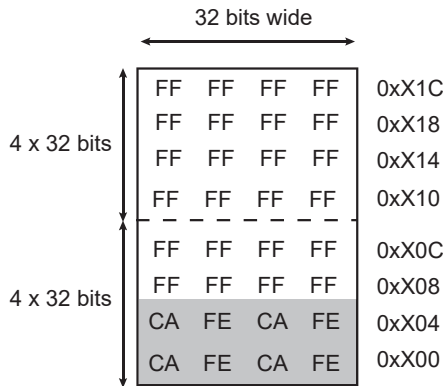 32 bits wide
FF FF FF FF 0xX1C
FF FF FF FF 0xX18
4 x 32 bits
FF FF FF FF 0xX14
FF FF FF FF 0xX10
FF FF FF FF 0xX0C
FF FF FF FF 0xX08
4 x 32 bits
CA FE CA FE 0xX04
CA FE CA FE 0xX00